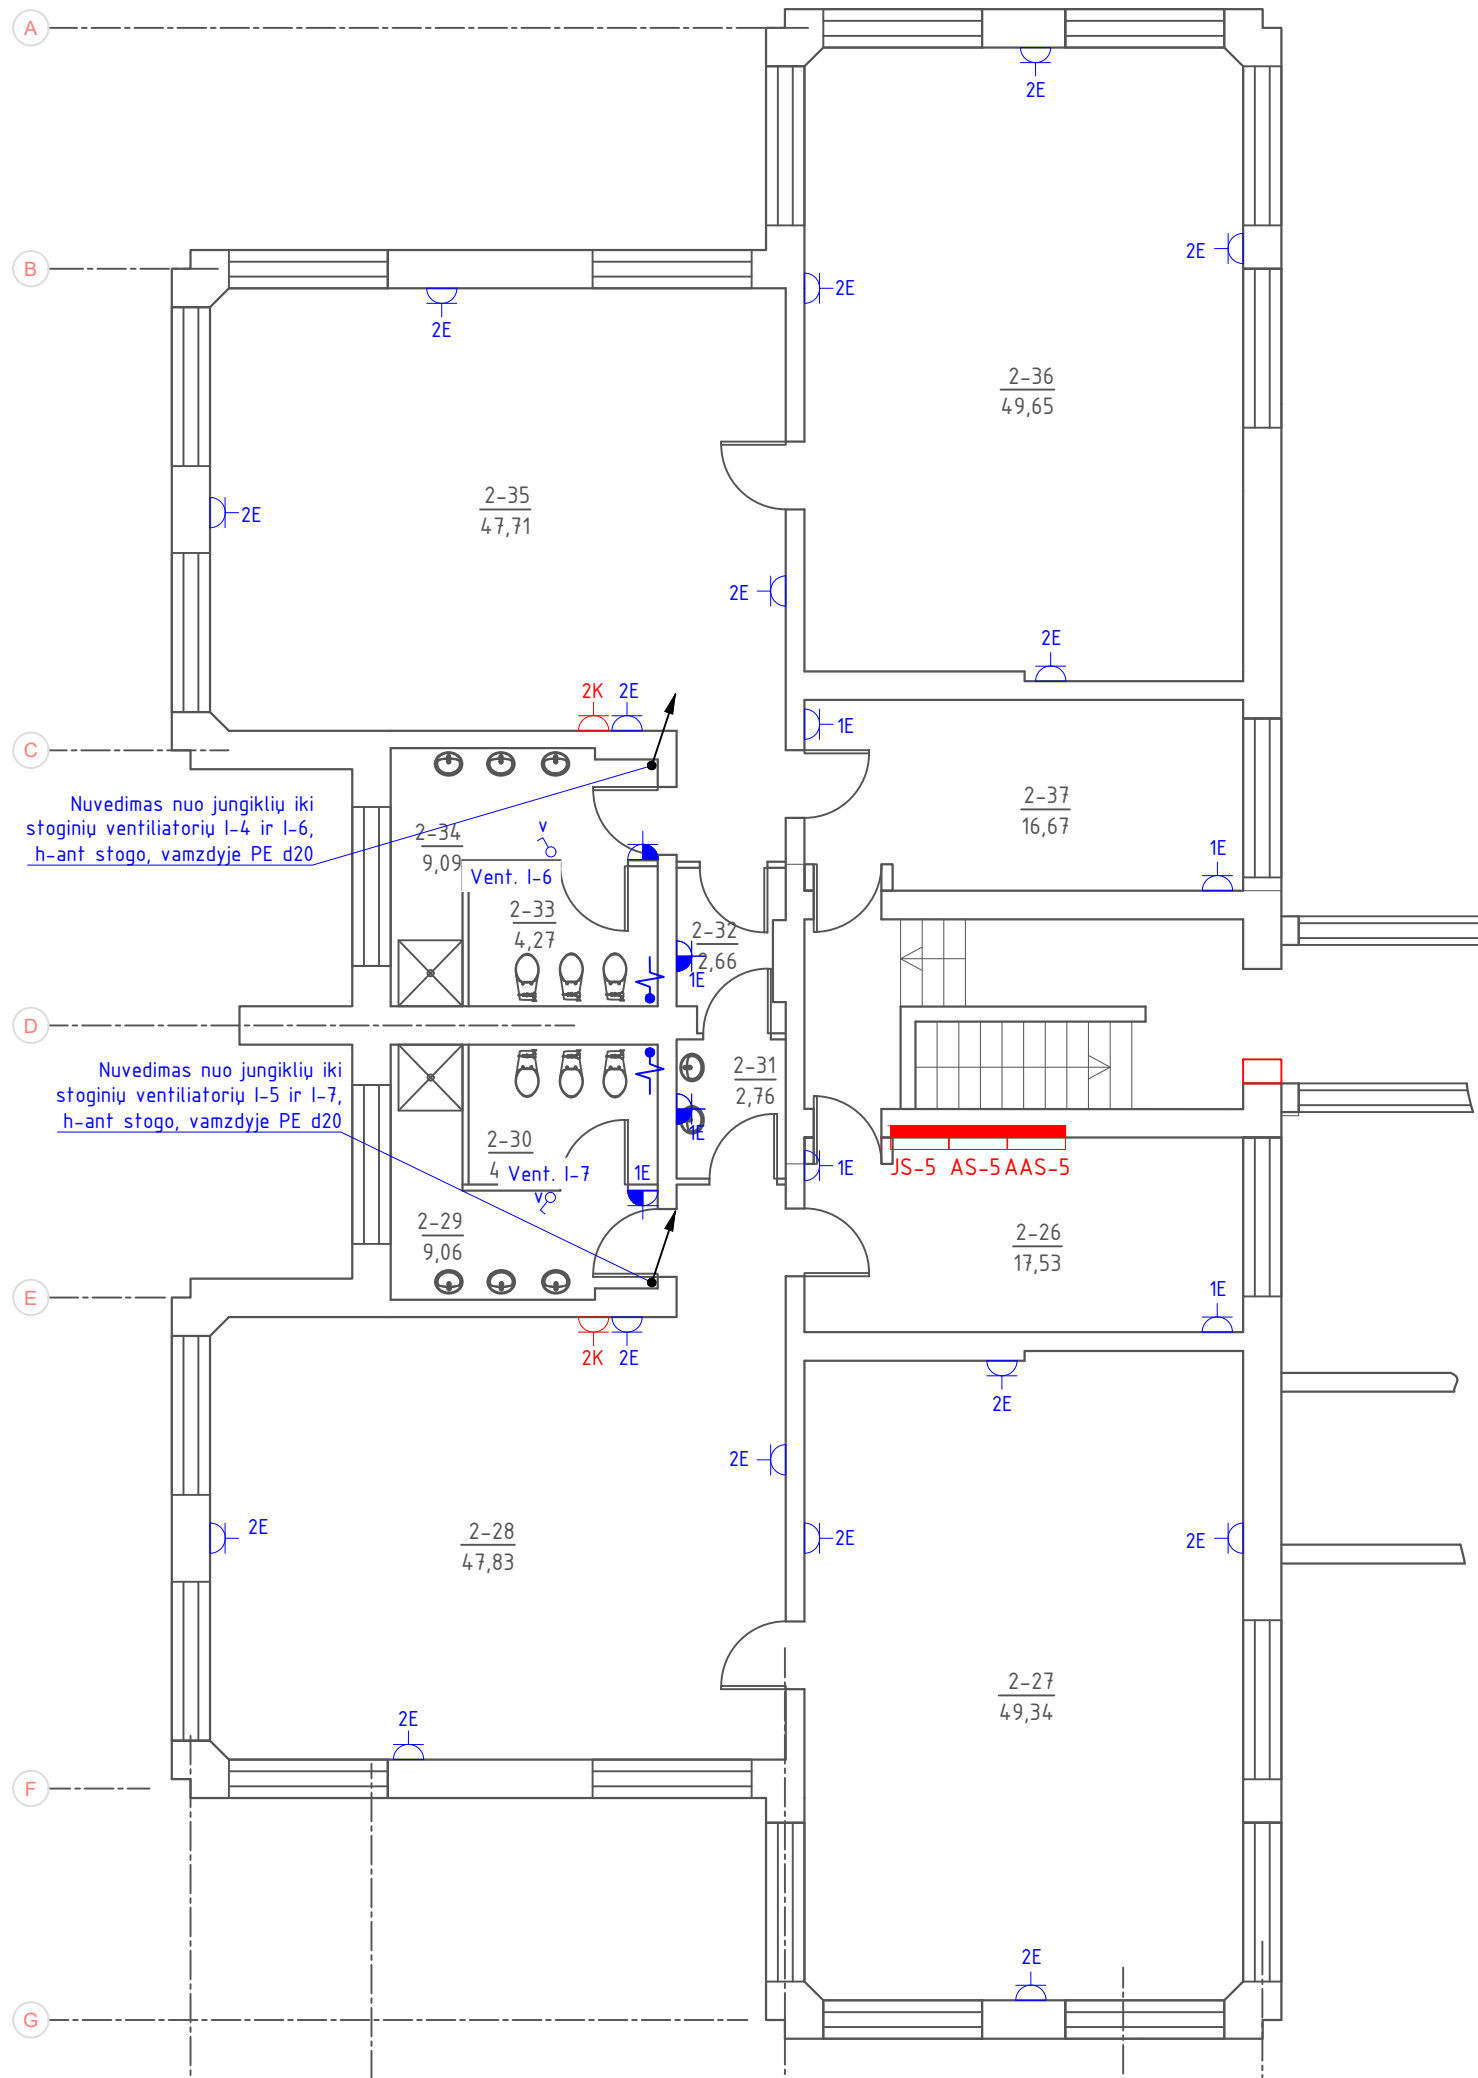 A
2E
B
2E
2E
2E
2-36
49,65
2-35
47,71
2E
2E
2E
2K
2E
C
1E
Nuvedimas nuo jungiklių iki
stoginių ventiliatorių I-4 ir I-6,
h-ant stogo, vamzdyje PE d20
2-37
16,67
2-34
9,09
v
1E
Vent. I-6
2-33
4,27
2-32
2,66
1E
D
Nuvedimas nuo jungiklių iki
stoginių ventiliatorių I-5 ir I-7,
h-ant stogo, vamzdyje PE d20
2-31
2,76
1E
2-30
4
Vent. I-7
1E
1E
JS-5
AS-5
AAS-5
v
2-29
9,06
2-26
17,53
E
1E
2K
2E
2E
2E
2E
2E
2E
2-28
47,83
2-27
49,34
2E
F
2E
G